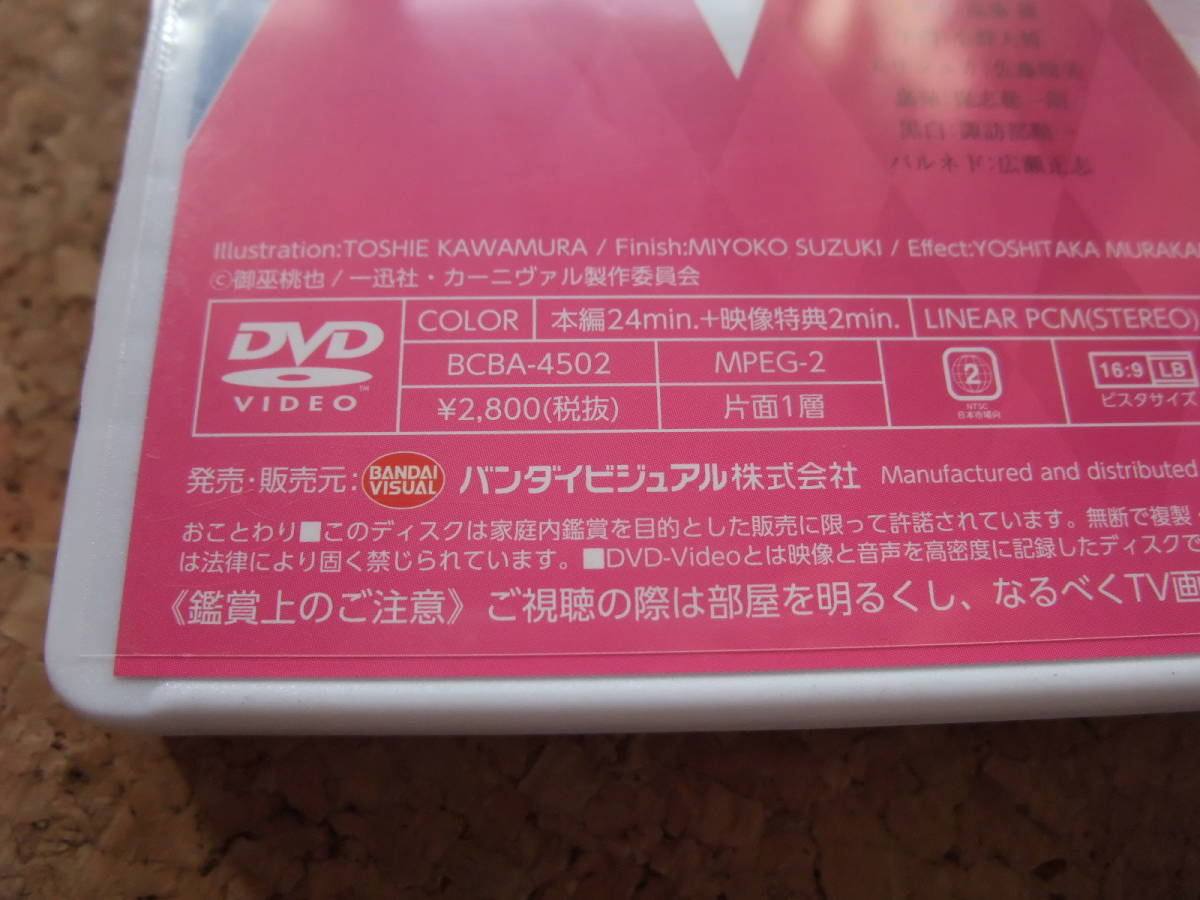 黒白:諏訪部順一
バルネド:広瀬正志
Illustration:TOSHIE KAWAMURA / Finish:MIYOKO SUZUKI / Effect:YOSHITAKA MURAKA
©御巫桃也/一迅社・カーニヴァル製作委員会
DVD VIDEO ™
COLOR 本編24min.+映像特典2min. LINEAR PCM(STEREO)
BCBA-4502 MPEG-2 2 NTSC 日本市場向 16:9 LB ビスタサイズ
¥2,800(税抜) 片面1層
発売・販売元: BANDAI VISUAL バンダイビジュアル株式会社 Manufactured and distributed
おことわり■このディスクは家庭内鑑賞を目的とした販売に限って許諾されています。無断で複製
は法律により固く禁じられています。■DVD-Videoとは映像と音声を高密度に記録したディスクで
《鑑賞上のご注意》ご視聴の際は部屋を明るくし、なるべくTV画